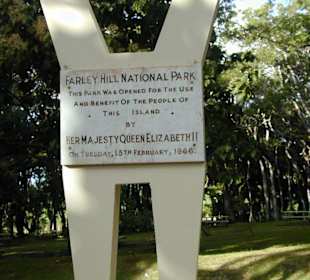 FARLEY HILL NATIONAL PARK
THIS PARK WAS OPENED FOR THE USE
AND BENEFIT OF THE PEOPLE OF
THIS ISLAND
BY
HER MAJESTY QUEEN ELIZABETH II
ON TUESDAY, 15TH FEBRUARY, 1966.